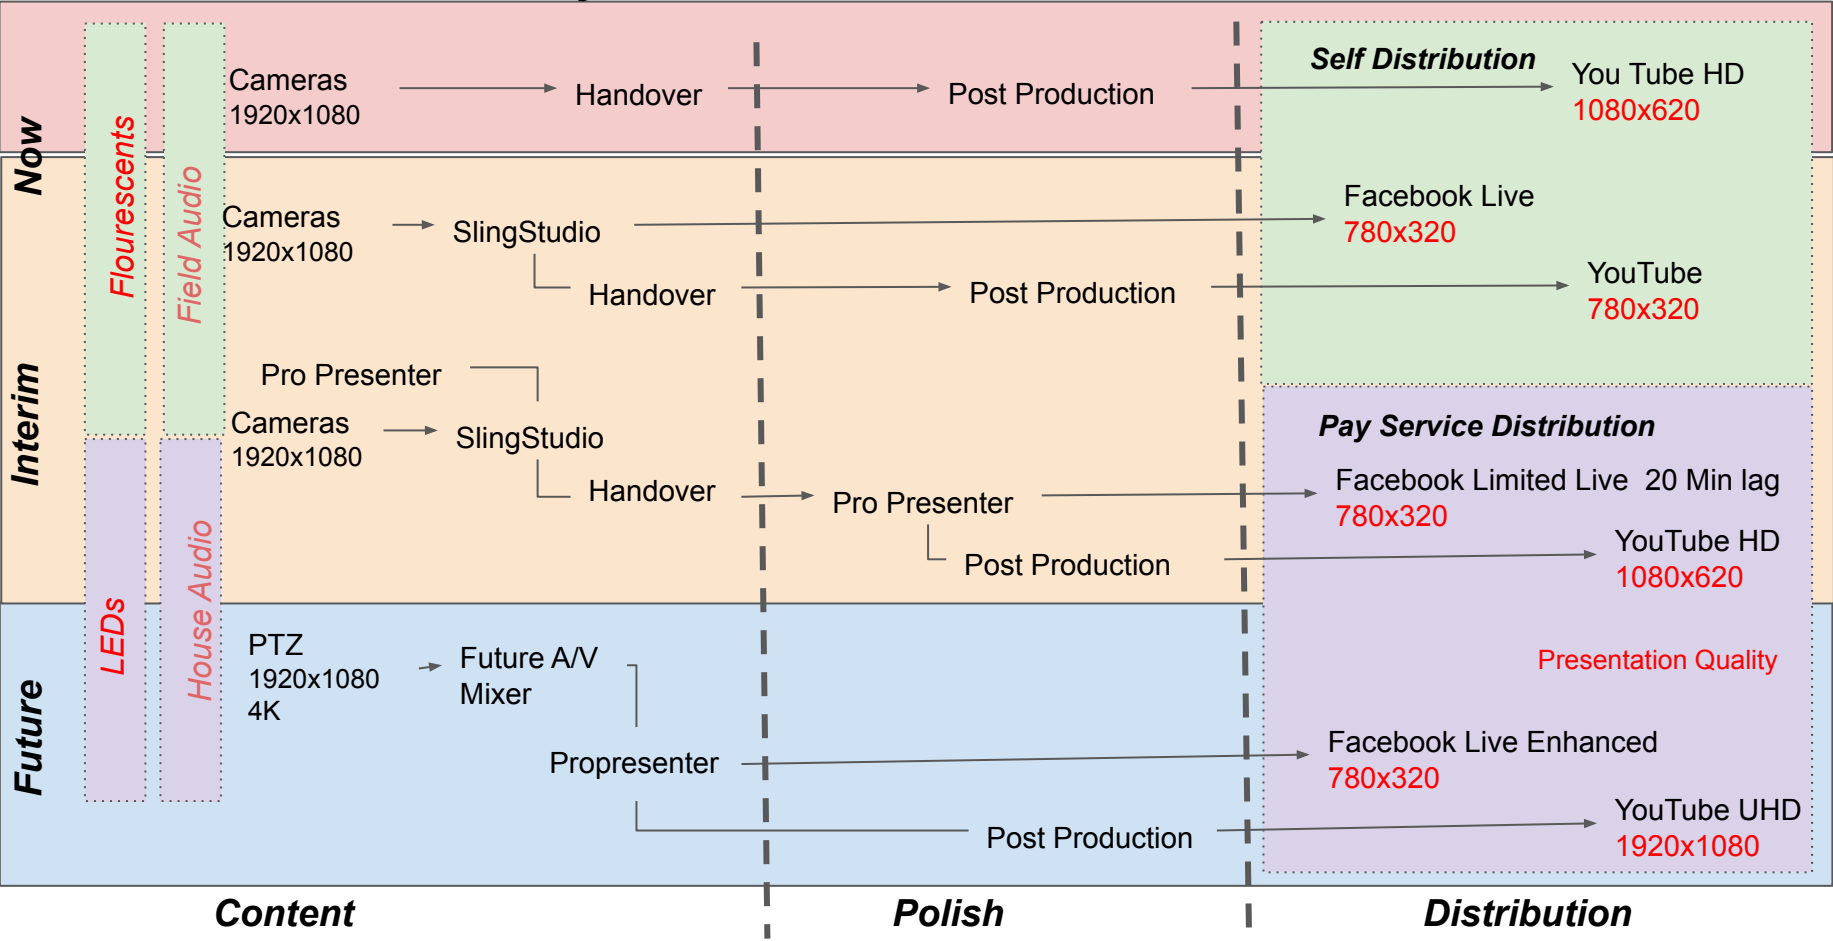 Now
Interim
Future
Flourescents
Field Audio
LEDs
House Audio
Cameras
1920x1080
Handover
Post Production
Self Distribution
You Tube HD
1080x620
Cameras
1920x1080
SlingStudio
Facebook Live
780x320
Handover
Post Production
YouTube
780x320
Pro Presenter
Cameras
1920x1080
SlingStudio
Pay Service Distribution
Handover
Pro Presenter
Facebook Limited Live  20 Min lag
780x320
Post Production
YouTube HD
1080x620
PTZ
1920x1080
4K
Future A/V
Mixer
Presentation Quality
Propresenter
Facebook Live Enhanced
780x320
Post Production
YouTube UHD
1920x1080
Content
Polish
Distribution